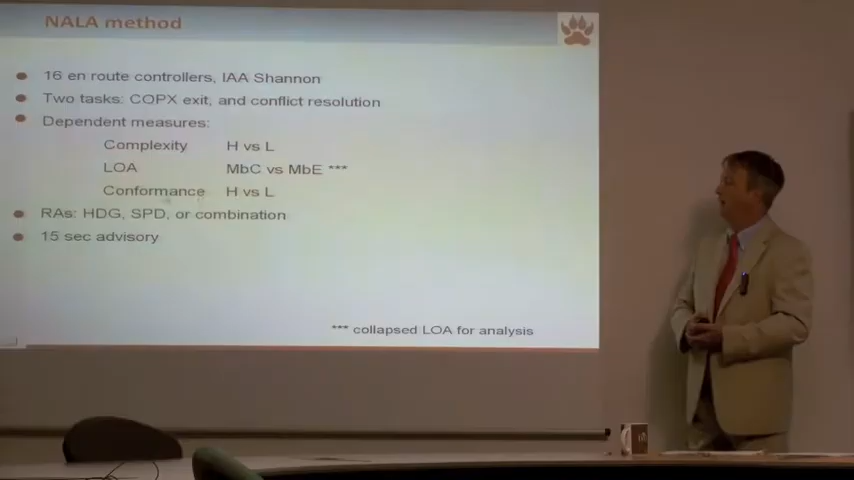 NALA method
16 en route controllers, IAA Shannon
Two tasks: COPX exit, and conflict resolution
Dependent measures:
Complexity H vs L
LOA MbC vs MbE ***
Conformance H vs L
RAs: HDG, SPD, or combination
15 sec advisory
*** collapsed LOA for analysis